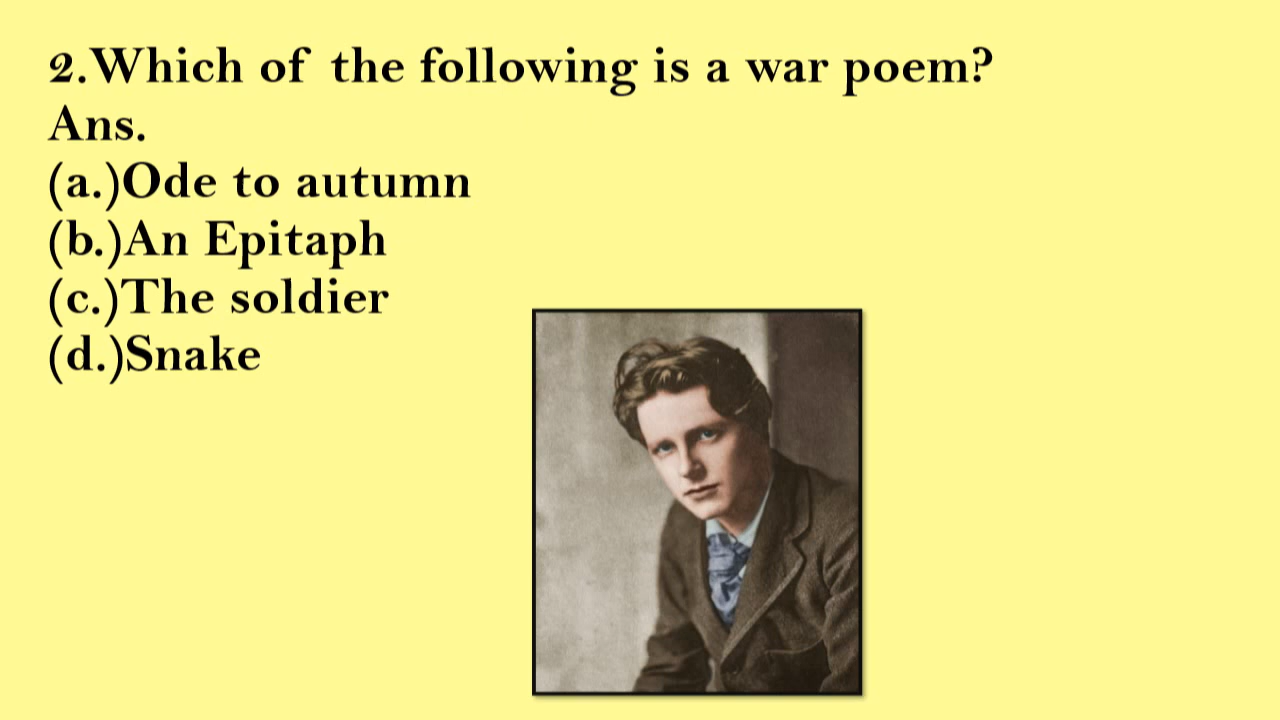 2.Which of the following is a war poem?
Ans.
(a.)Ode to autumn
(b.)An Epitaph
(c.)The soldier
(d.)Snake